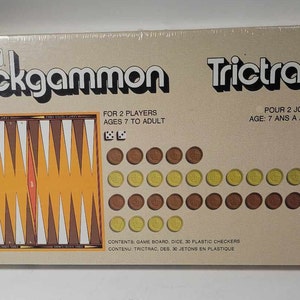 ckgammon
Trictra
FOR 2 PLAYERS
AGES 7 TO ADULT
POUR 2 JO
AGE: 7 ANS A
CONTENTS: GAME BOARD, DICE, 30 PLASTIC CHECKERS
CONTENU: TRICTRAC, DES, 30 JETONS EN PLASTIQUE